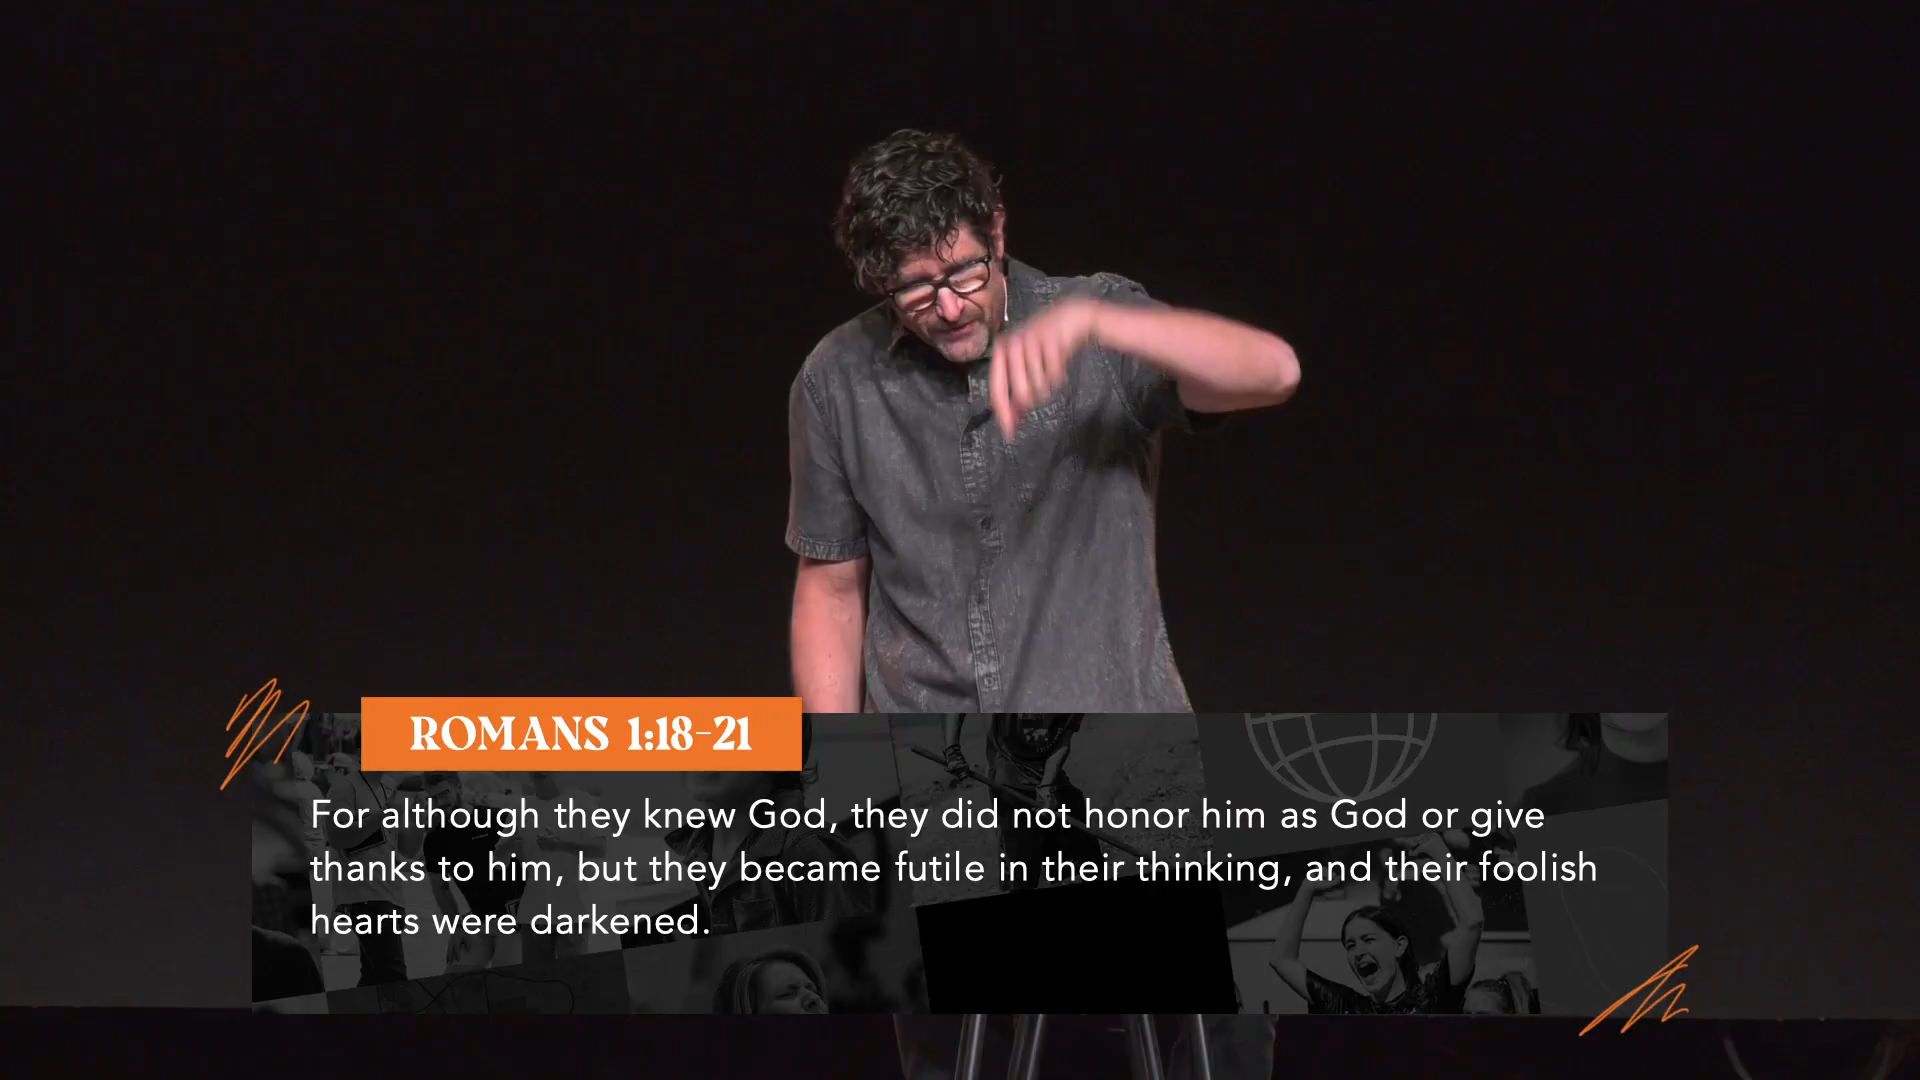 ROMANS 1:18-21
For although they knew God, they did not honor him as God or give
thanks to him, but they became futile in their thinking, and their foolish
hearts were darkened.